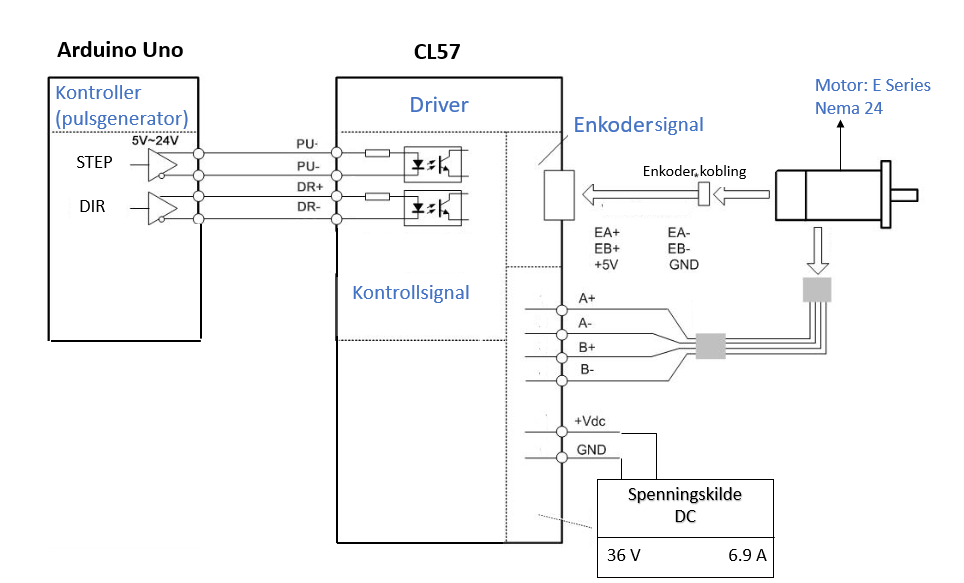 Arduino Uno
CL57
Kontroller
(pulsgenerator)
5V~24V
STEP
DIR
PU-
PU-
DR+
DR-
Driver
Kontrollsignal
Enkodersignal
Motor: E Series
Nema 24
Enkoder kobling
EA+ EA-
EB+ EB-
+5V GND
A+
A-
B+
B-
+Vdc
GND
Spenningskilde
DC
36 V 6.9 A